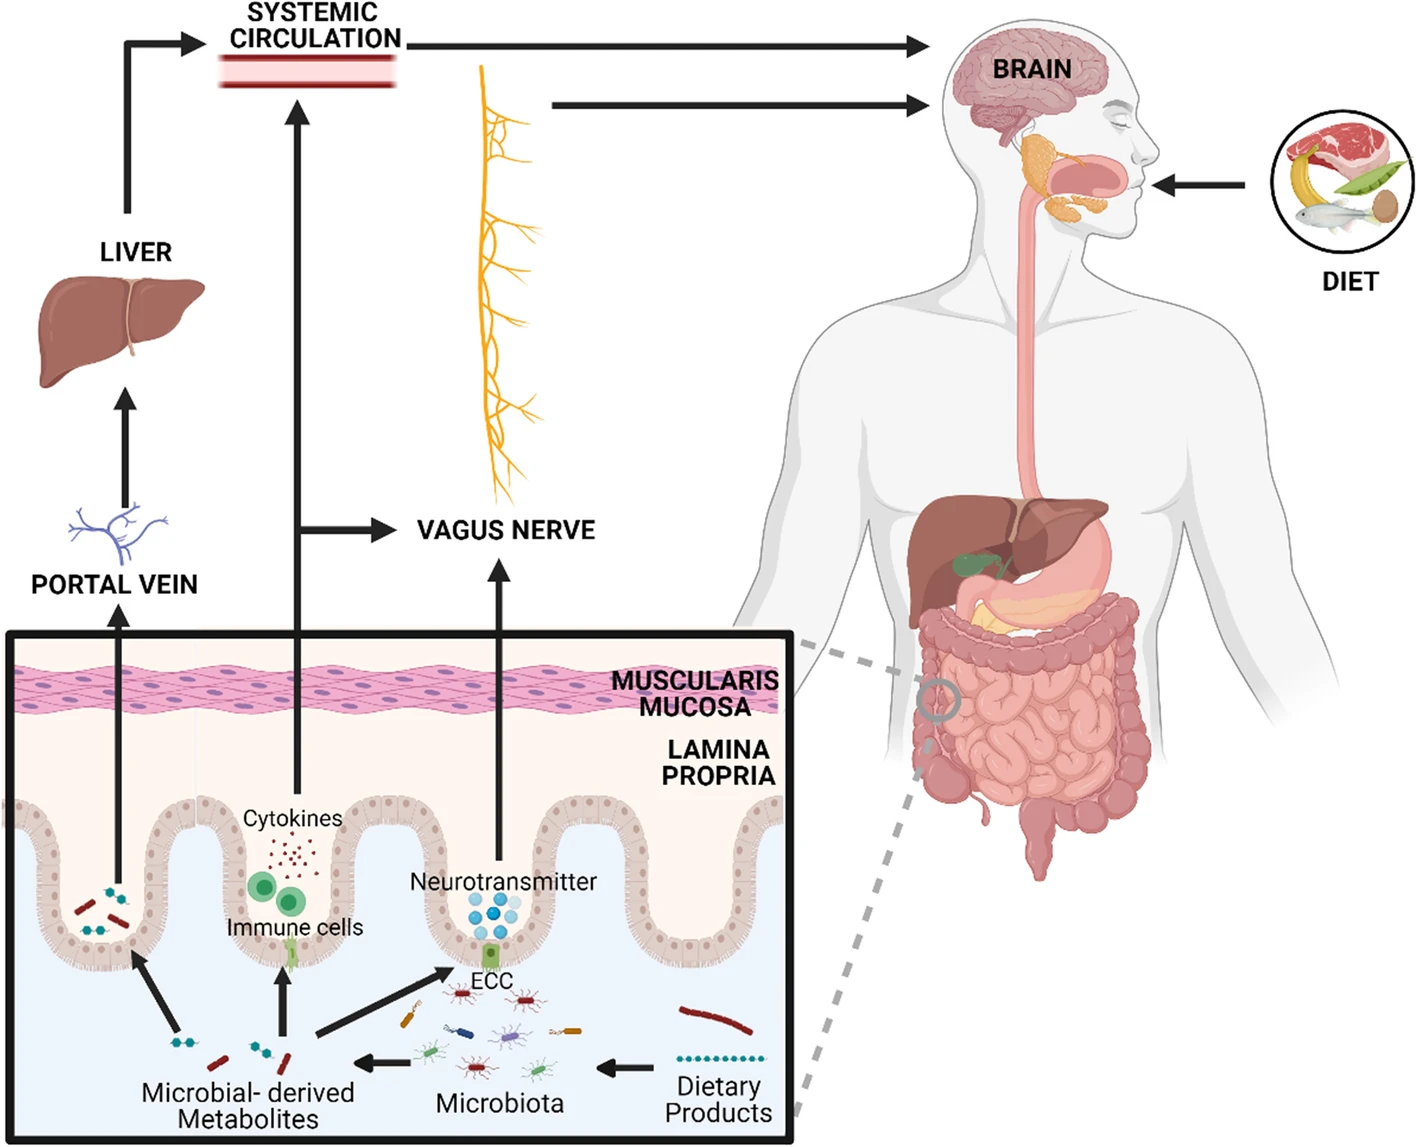 SYSTEMIC
CIRCULATION
BRAIN
DIET
LIVER
VAGUS NERVE
PORTAL VEIN
MUSCULARIS
MUCOSA
LAMINA
PROPRIA
Cytokines
Immune cells
Neurotransmitter
ECC
Microbial- derived
Metabolites
Microbiota
Dietary
Products